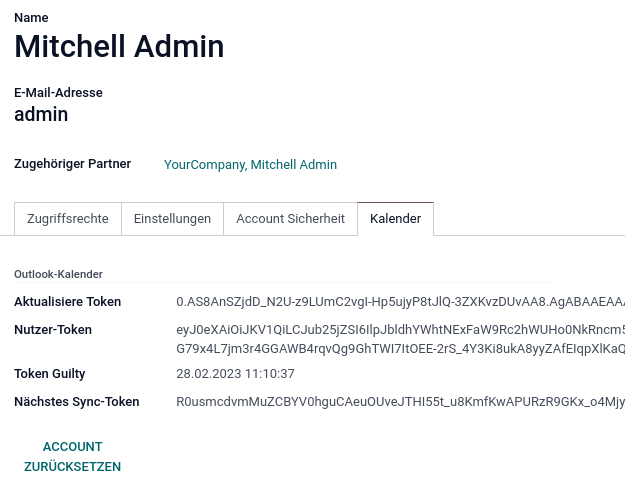 Name
Mitchell Admin
E-Mail-Adresse
admin
Zugehöriger Partner YourCompany, Mitchell Admin
Zugriffsrechte Einstellungen Account Sicherheit Kalender
Outlook-Kalender
Aktualisiere Token 0.AS8AnSZjdD_N2U-z9LUmC2vgI-Hp5ujyP8tJlQ-3ZXKvzDUvAA8.AgABAAEAAA
Nutzer-Token eyJ0eXAiOiJKV1QiLCJub25jZSI6IlpJbldhYWhtNExFaW9Rc2hWUHo0NkRncm5
G79x4L7jm3r4GGAWB4rqvQg9GhTWI7ItOEE-2rS_4Y3Ki8ukA8yyZAfEIqpXlKaQ
Token Guilty 28.02.2023 11:10:37
Nächstes Sync-Token R0usmcdvmMuZCBYV0hguCAeuOUveJTHI55t_u8KmfKwAPURzR9GKx_o4Mjy
ACCOUNT
ZURÜCKSETZEN